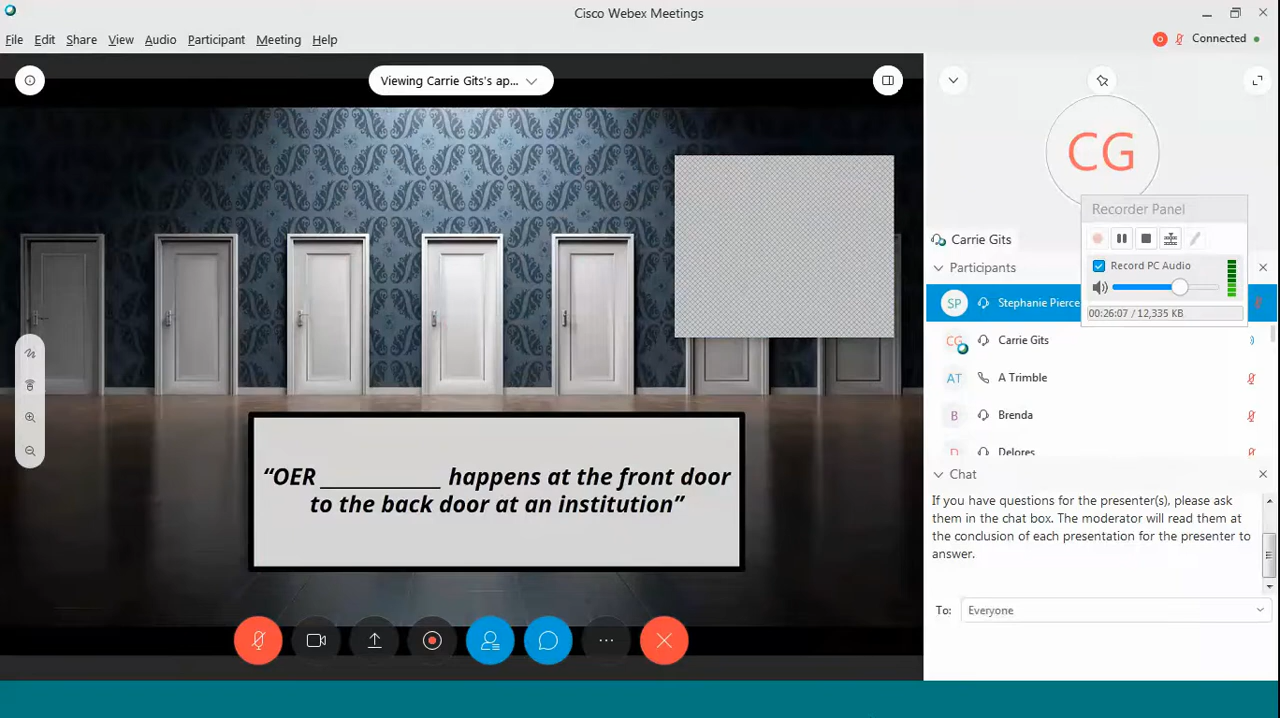 Cisco Webex Meetings
File Edit Share View Audio Participant Meeting Help
Connected
Viewing Carrie Gits's ap...
CG
Recorder Panel
Carrie Gits
Record PC Audio
Participants
00:26:07 / 12,335 KB
SP Stephanie Pierce
CG Carrie Gits
AT A Trimble
B Brenda
D Delores
“OER __________ happens at the front door
to the back door at an institution”
Chat
If you have questions for the presenter(s), please ask
them in the chat box. The moderator will read them at
the conclusion of each presentation for the presenter to
answer.
To: Everyone